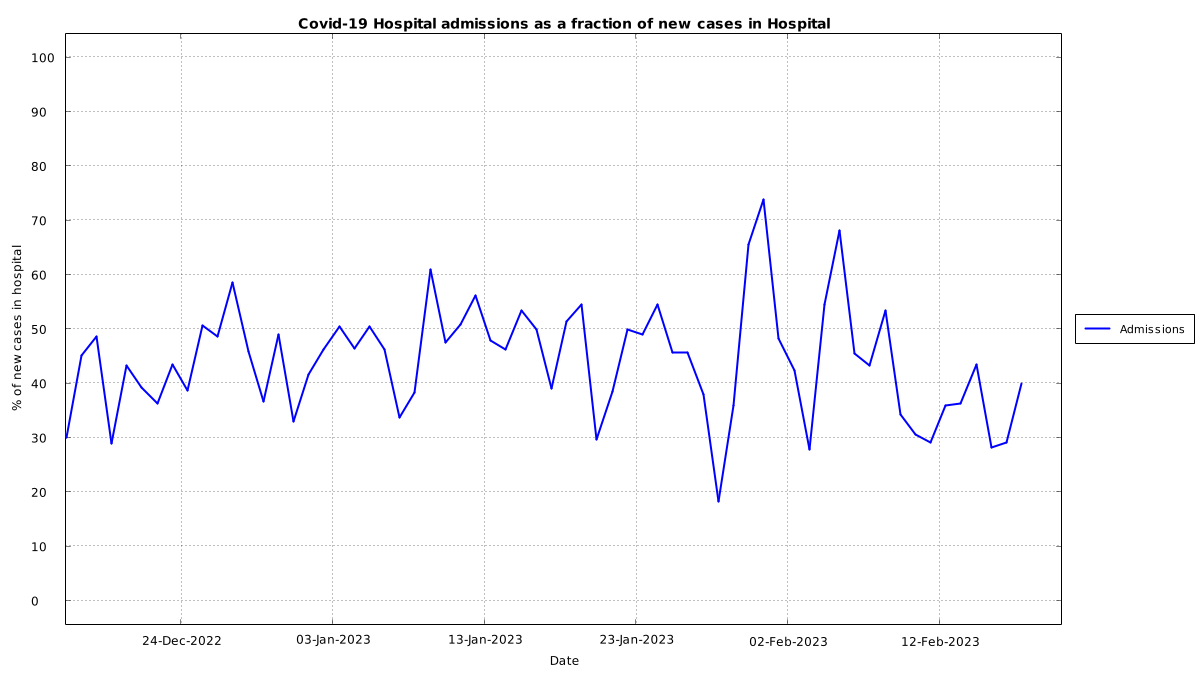 Covid-19 Hospital admissions as a fraction of new cases in Hospital
100
90
80
70
60
50
40
30
20
10
0
% of new cases in hospital
24-Dec-2022
03-Jan-2023
13-Jan-2023
23-Jan-2023
02-Feb-2023
12-Feb-2023
Date
Admissions